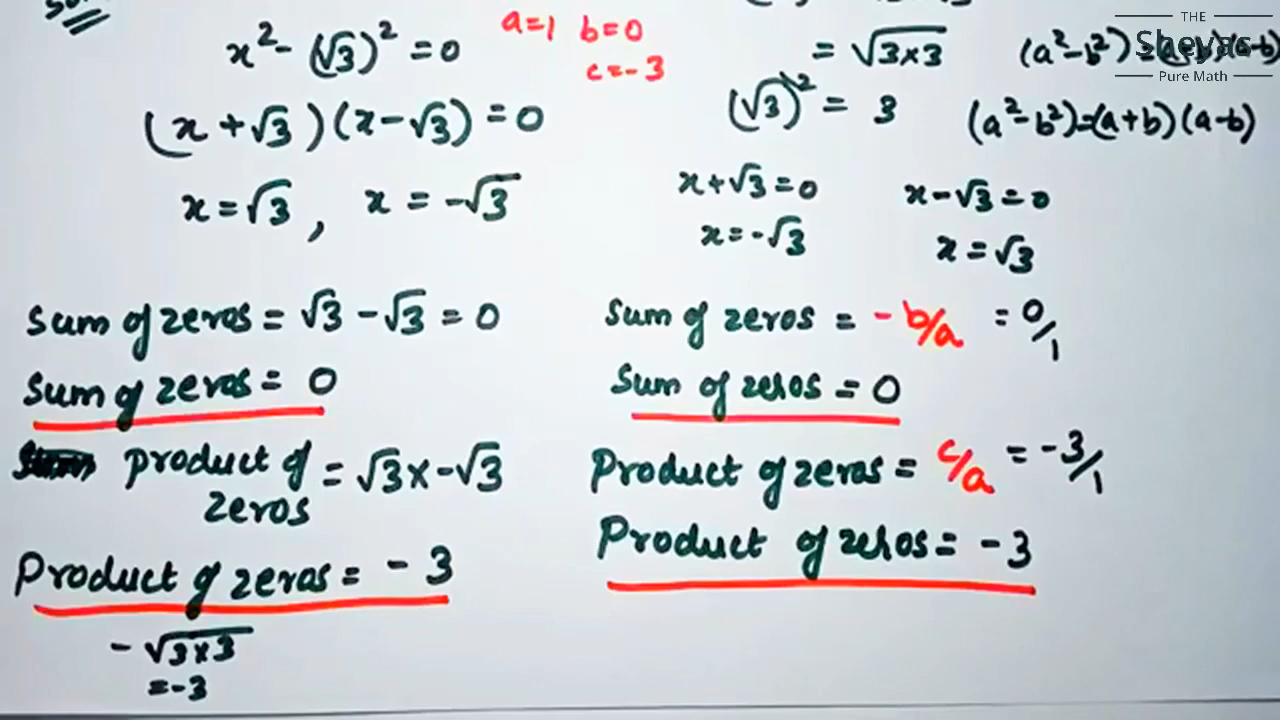 x² - (√3)² = 0
a=1 b=0
c=-3
(x + √3)(x - √3) = 0
x = √3, x = -√3
= √3×3
(√3)² = 3
(a²-b²)=(a+b)(a-b)
(a²-b²)=(a+b)(a-b)
x+√3=0
x=-√3
x-√3=0
x=√3
Sum of zeros = √3 - √3 = 0
Sum of zeros = 0
product of zeros = √3×-√3
Product of zeros = -3
-√3×3
=-3
Sum of zeros = -b/a = 0/1
Sum of zeros = 0
Product of zeros = c/a = -3/1
Product of zeros = -3
THE
Sheyas
Pure Math